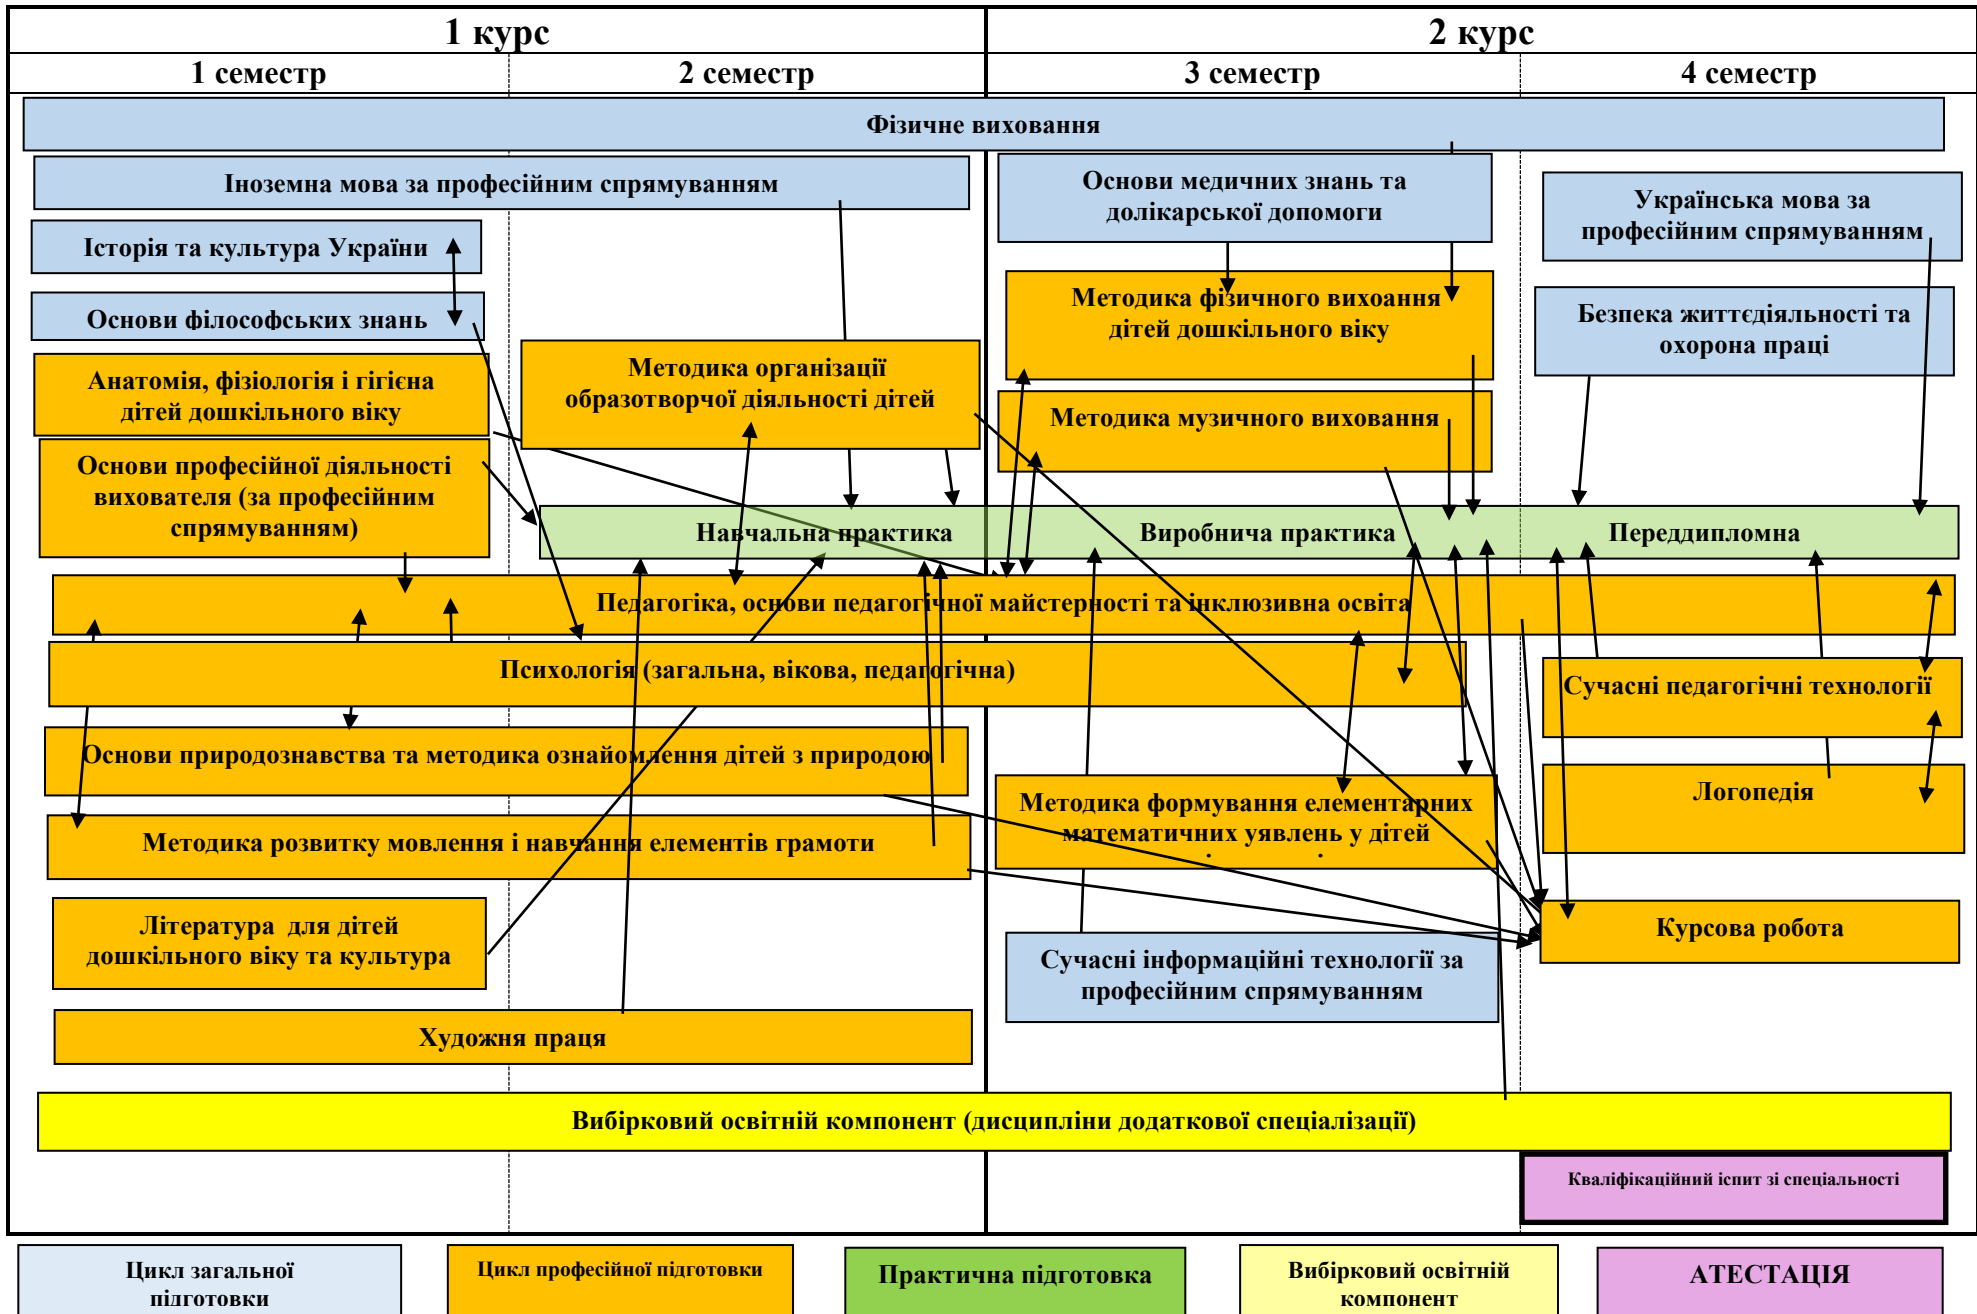 1 курс
2 курс
1 семестр
2 семестр
3 семестр
4 семестр
Фізичне виховання
Іноземна мова за професійним спрямуванням
Основи медичних знань та
долікарської допомоги
Українська мова за
професійним спрямуванням
Історія та культура України
Основи філософських знань
Методика фізичного вихоання
дітей дошкільного віку
Безпека життєдіяльності та
охорона праці
Анатомія, фізіологія і гігієна
дітей дошкільного віку
Методика організації
образотворчої діяльності дітей
Методика музичного виховання
Основи професійної діяльності
вихователя (за професійним
спрямуванням)
Навчальна практика
Виробнича практика
Переддипломна
Педагогіка, основи педагогічної майстерності та інклюзивна освіта
Психологія (загальна, вікова, педагогічна)
Сучасні педагогічні технології
Основи природознавства та методика ознайомлення дітей з природою
Методика формування елементарних
математичних уявлень у дітей
Логопедія
Методика розвитку мовлення і навчання елементів грамоти
Література для дітей
дошкільного віку та культура
Курсова робота
Сучасні інформаційні технології за
професійним спрямуванням
Художня праця
Вибірковий освітній компонент (дисципліни додаткової спеціалізації)
Кваліфікаційний іспит зі спеціальності
Цикл загальної
підготовки
Цикл професійної підготовки
Практична підготовка
Вибірковий освітній
компонент
АТЕСТАЦІЯ